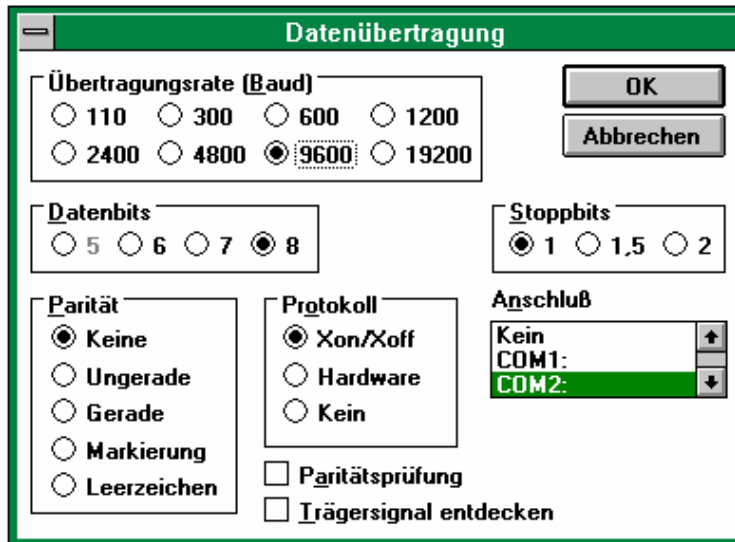 Datenübertragung
Übertragungsrate (Baud)
110 300 600 1200
2400 4800 9600 19200
OK
Abbrechen
Datenbits
5 6 7 8
Stoppbits
1 1,5 2
Parität
Keine
Ungerade
Gerade
Markierung
Leerzeichen
Protokoll
Xon/Xoff
Hardware
Kein
Anschluß
Kein
COM1:
COM2:
Paritätsprüfung
Trägersignal entdecken